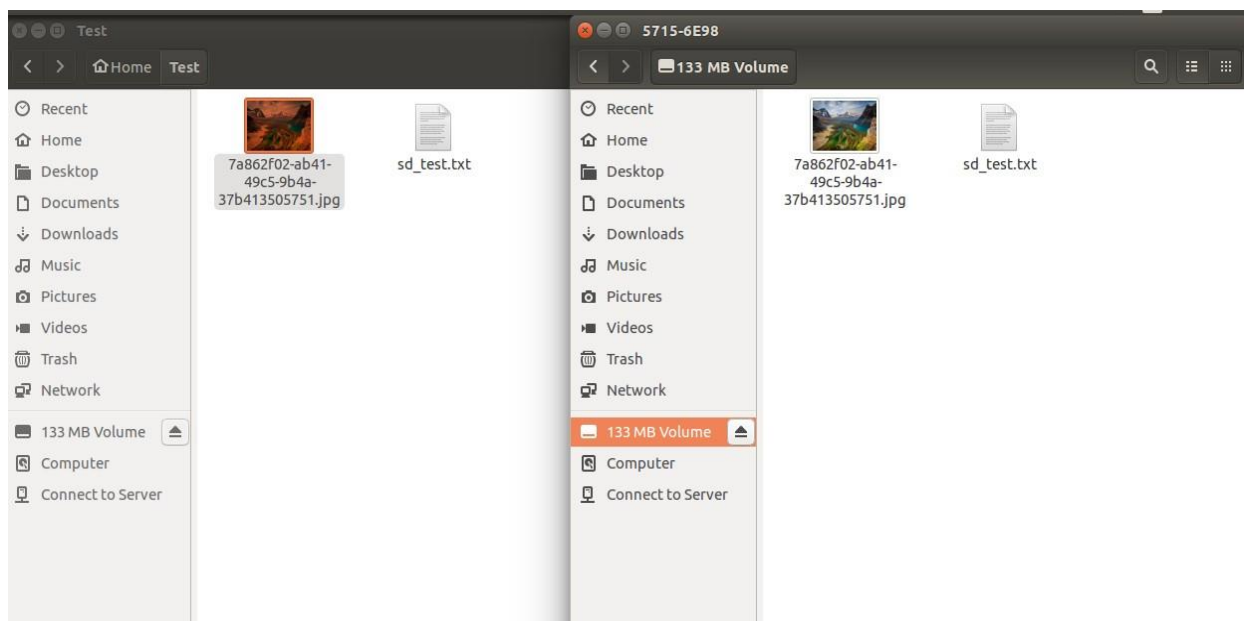 Test
Home Test
Recent
Home
Desktop
Documents
Downloads
Music
Pictures
Videos
Trash
Network
133 MB Volume
Computer
Connect to Server
7a862f02-ab41-
49c5-9b4a-
37b413505751.jpg
sd_test.txt
5715-6E98
133 MB Volume
Recent
Home
Desktop
Documents
Downloads
Music
Pictures
Videos
Trash
Network
133 MB Volume
Computer
Connect to Server
7a862f02-ab41-
49c5-9b4a-
37b413505751.jpg
sd_test.txt